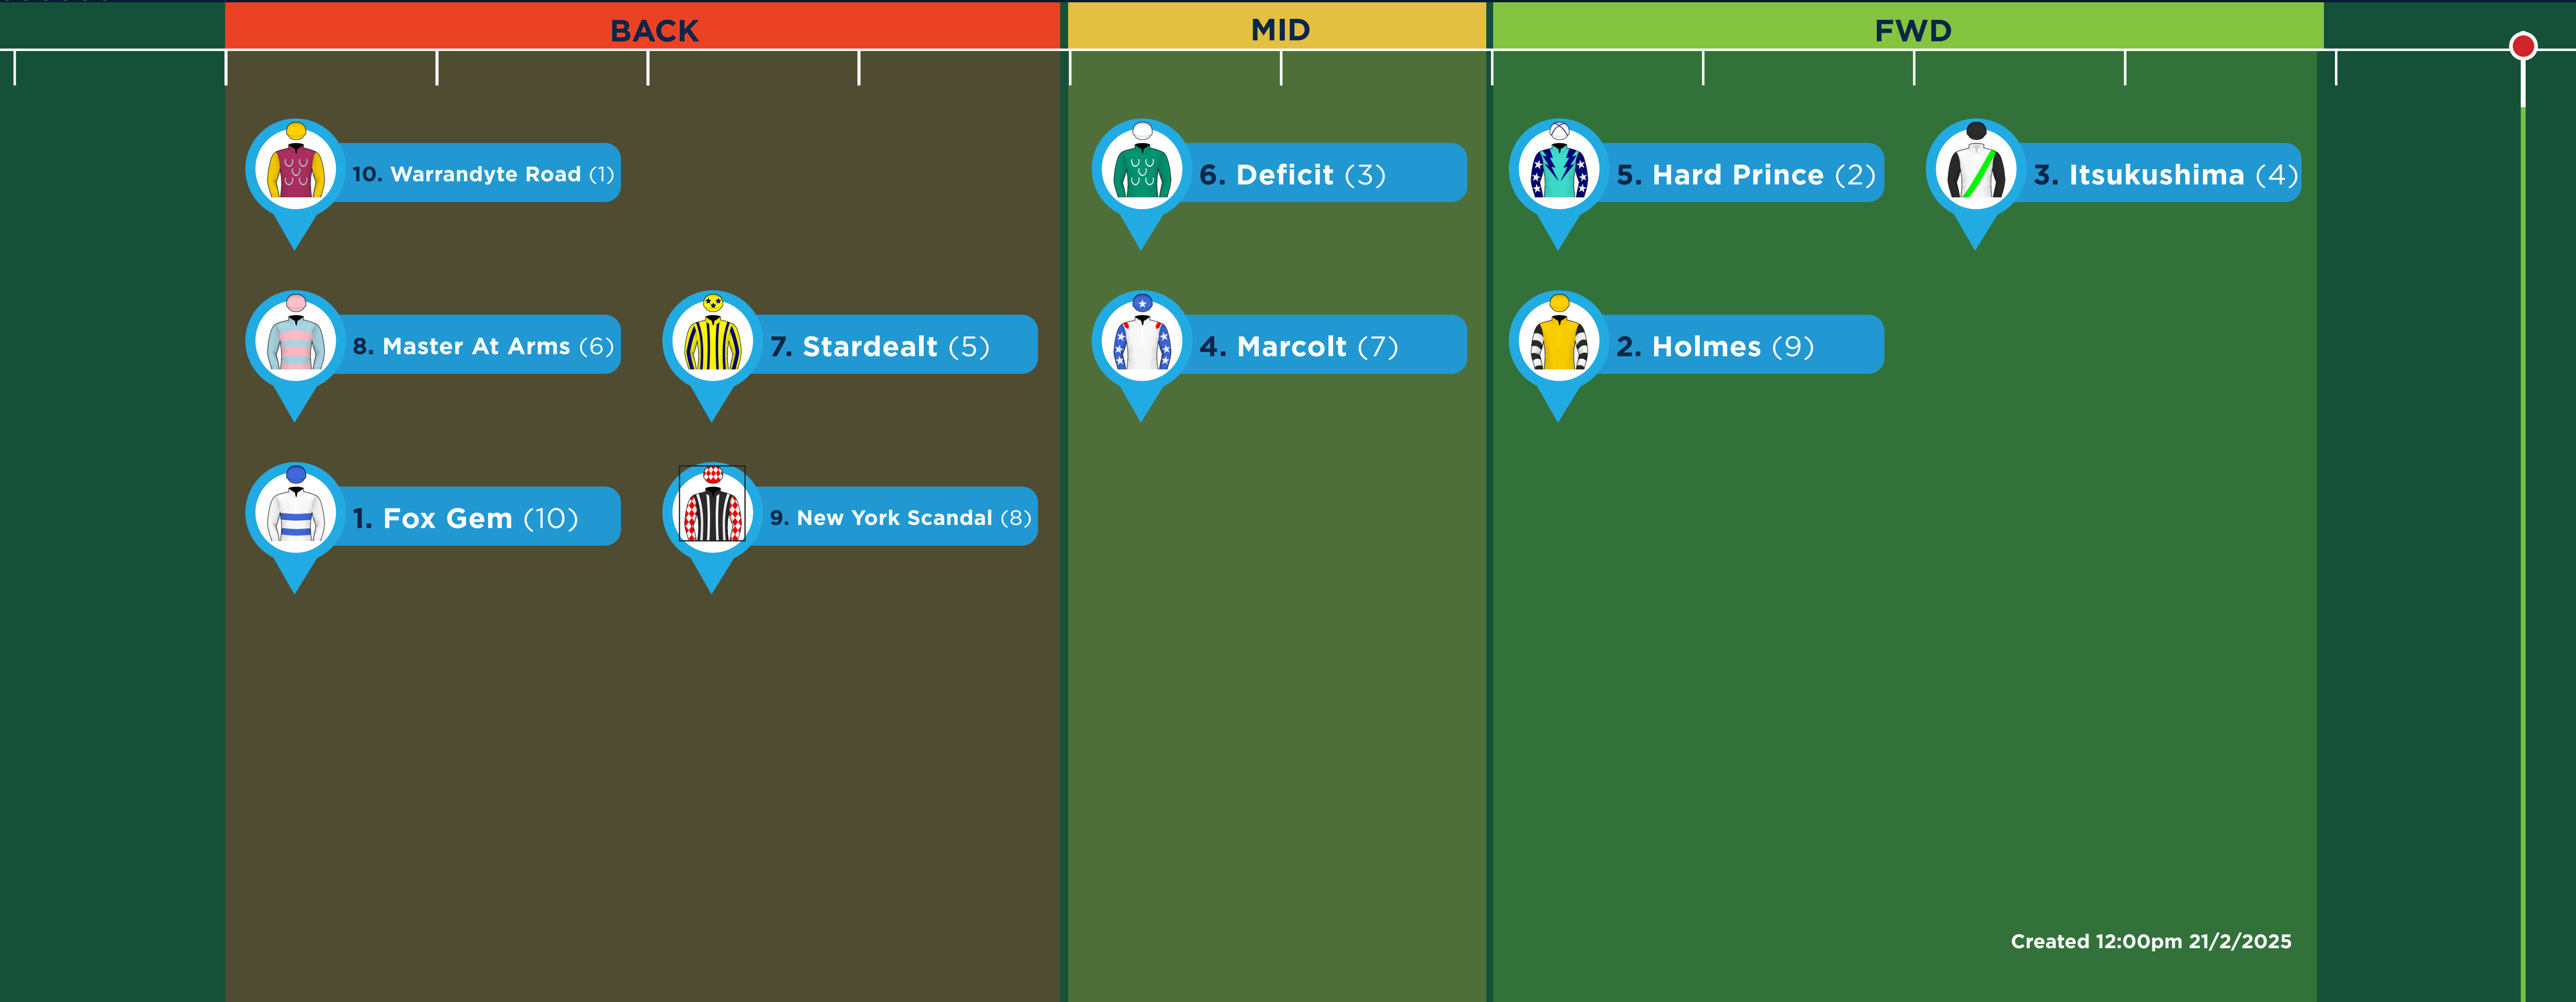 BACK
MID
FWD
10. Warrandyte Road (1)
6. Deficit (3)
5. Hard Prince (2)
3. Itsukushima (4)
8. Master At Arms (6)
7. Stardealt (5)
4. Marcolt (7)
2. Holmes (9)
1. Fox Gem (10)
9. New York Scandal (8)
Created 12:00pm 21/2/2025